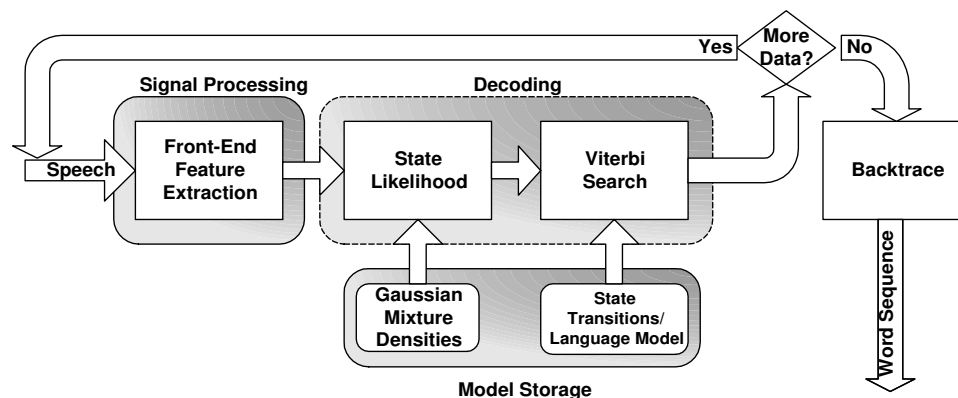 More
Data?
Yes
No
Signal Processing
Decoding
Speech
Front-End
Feature
Extraction
State
Likelihood
Viterbi
Search
Backtrace
Gaussian
Mixture
Densities
State
Transitions/
Language Model
Model Storage
Word Sequence